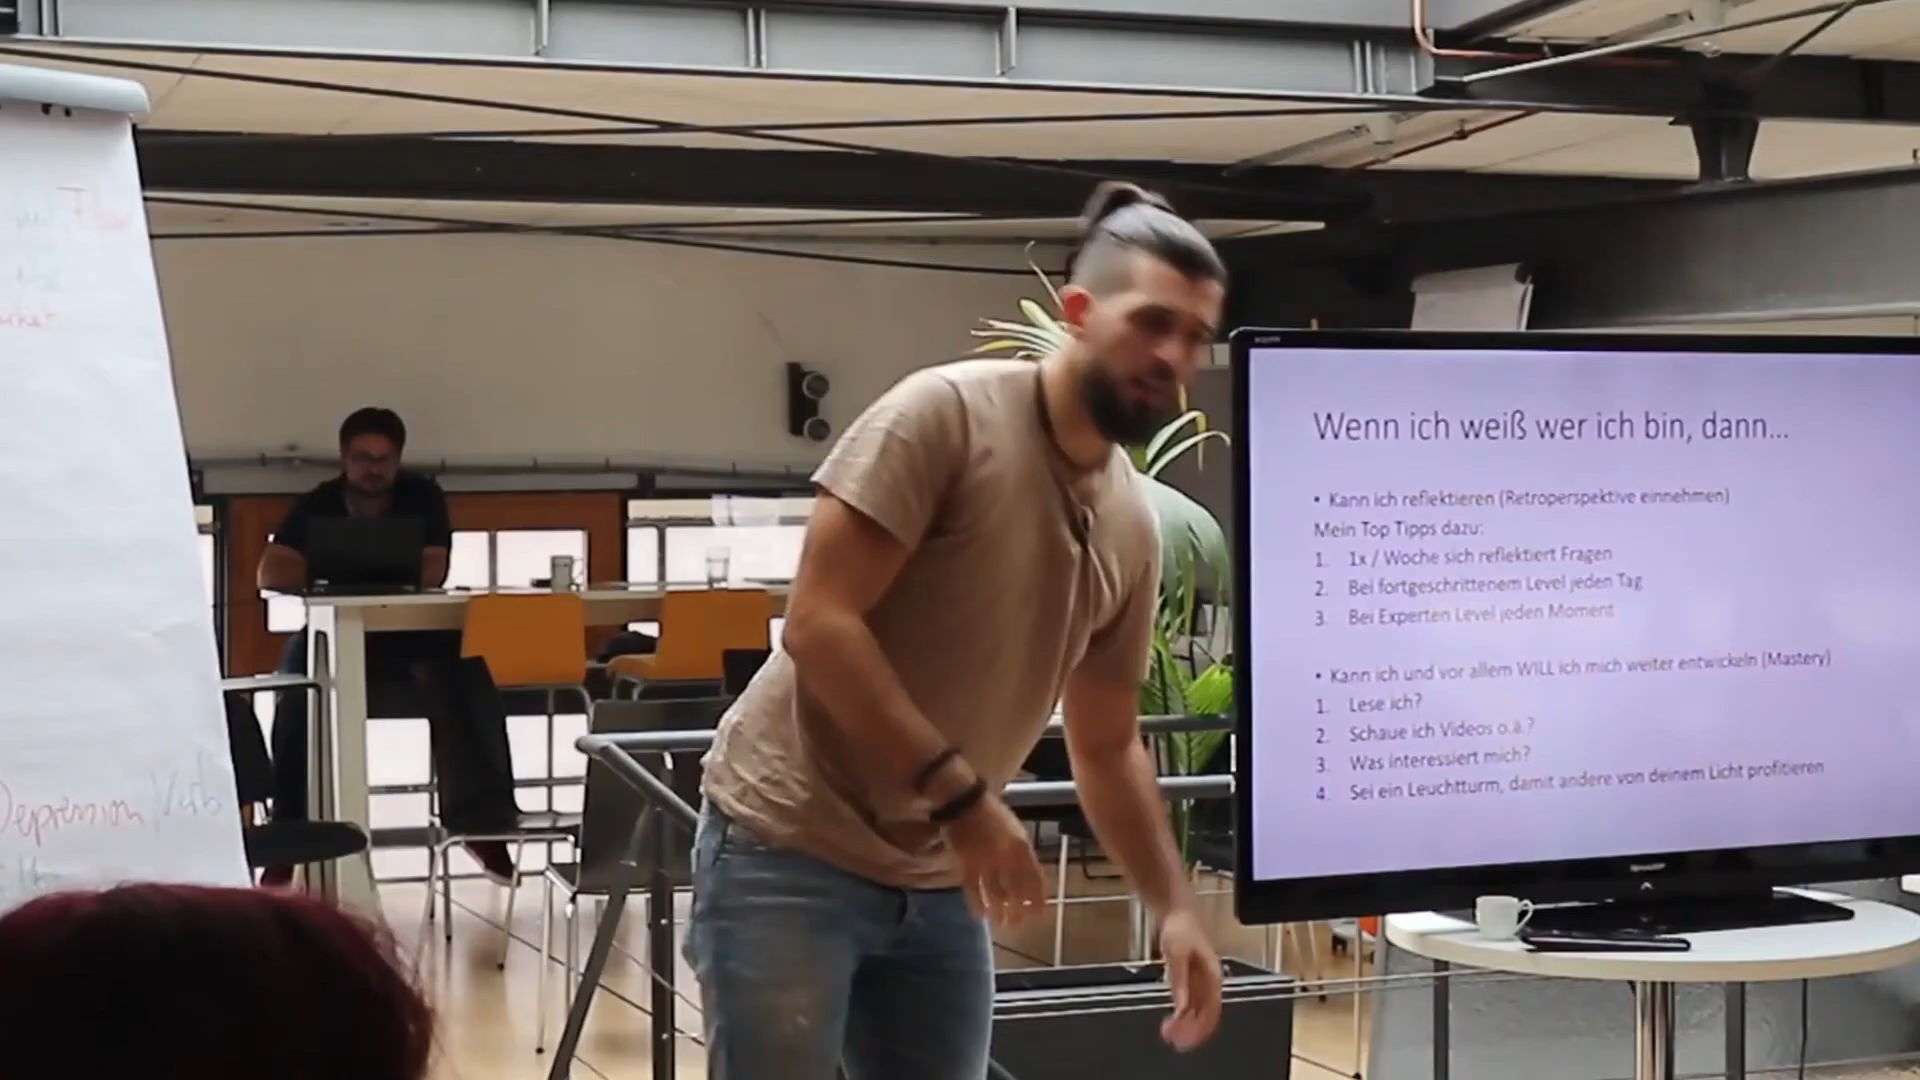 Depression
Wenn ich weiß wer ich bin, dann...
• Kann ich reflektieren (Retroperspektive einnehmen)
Mein Top Tipps dazu:
1. 1x / Woche sich reflektiert Fragen
2. Bei fortgeschrittenem Level jeden Tag
3. Bei Experten Level jeden Moment
• Kann ich und vor allem WILL ich mich weiter entwickeln (Mastery)
1. Lese ich?
2. Schaue ich Videos o.ä.?
3. Was interessiert mich?
4. Sei ein Leuchtturm, damit andere von deinem Licht profitieren
SHARP